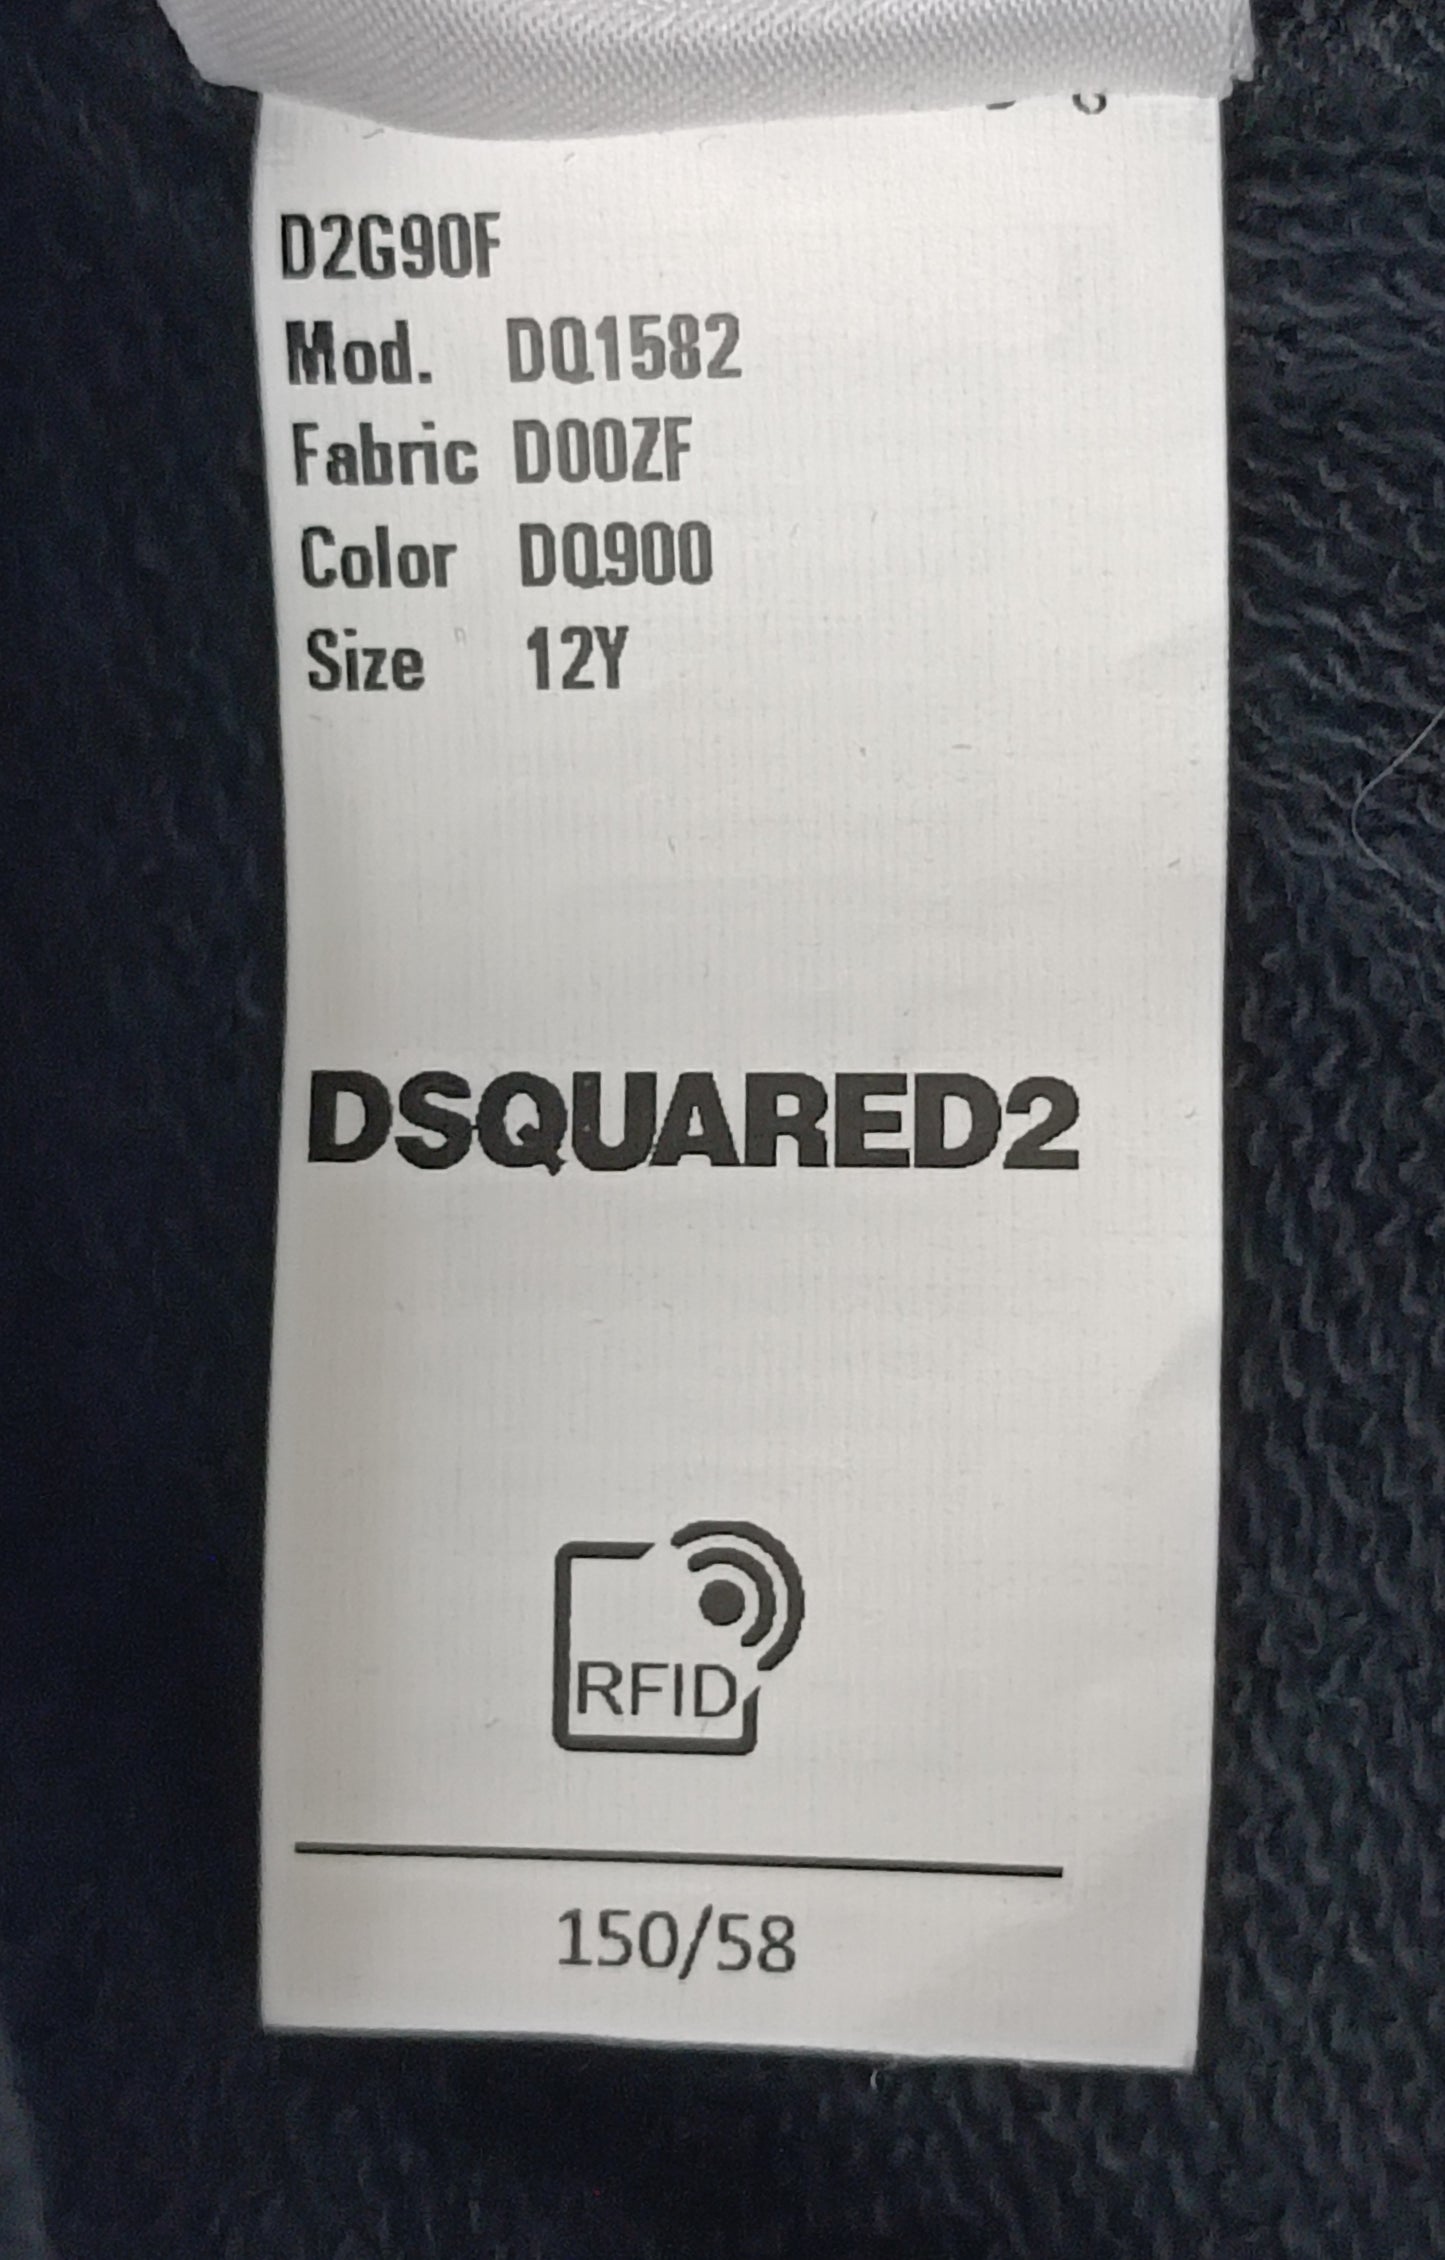 D2G90F
Mod. DQ1582
Fabric D00ZF
Color DQ900
Size 12Y
DSQUARED2
RFID
150/58